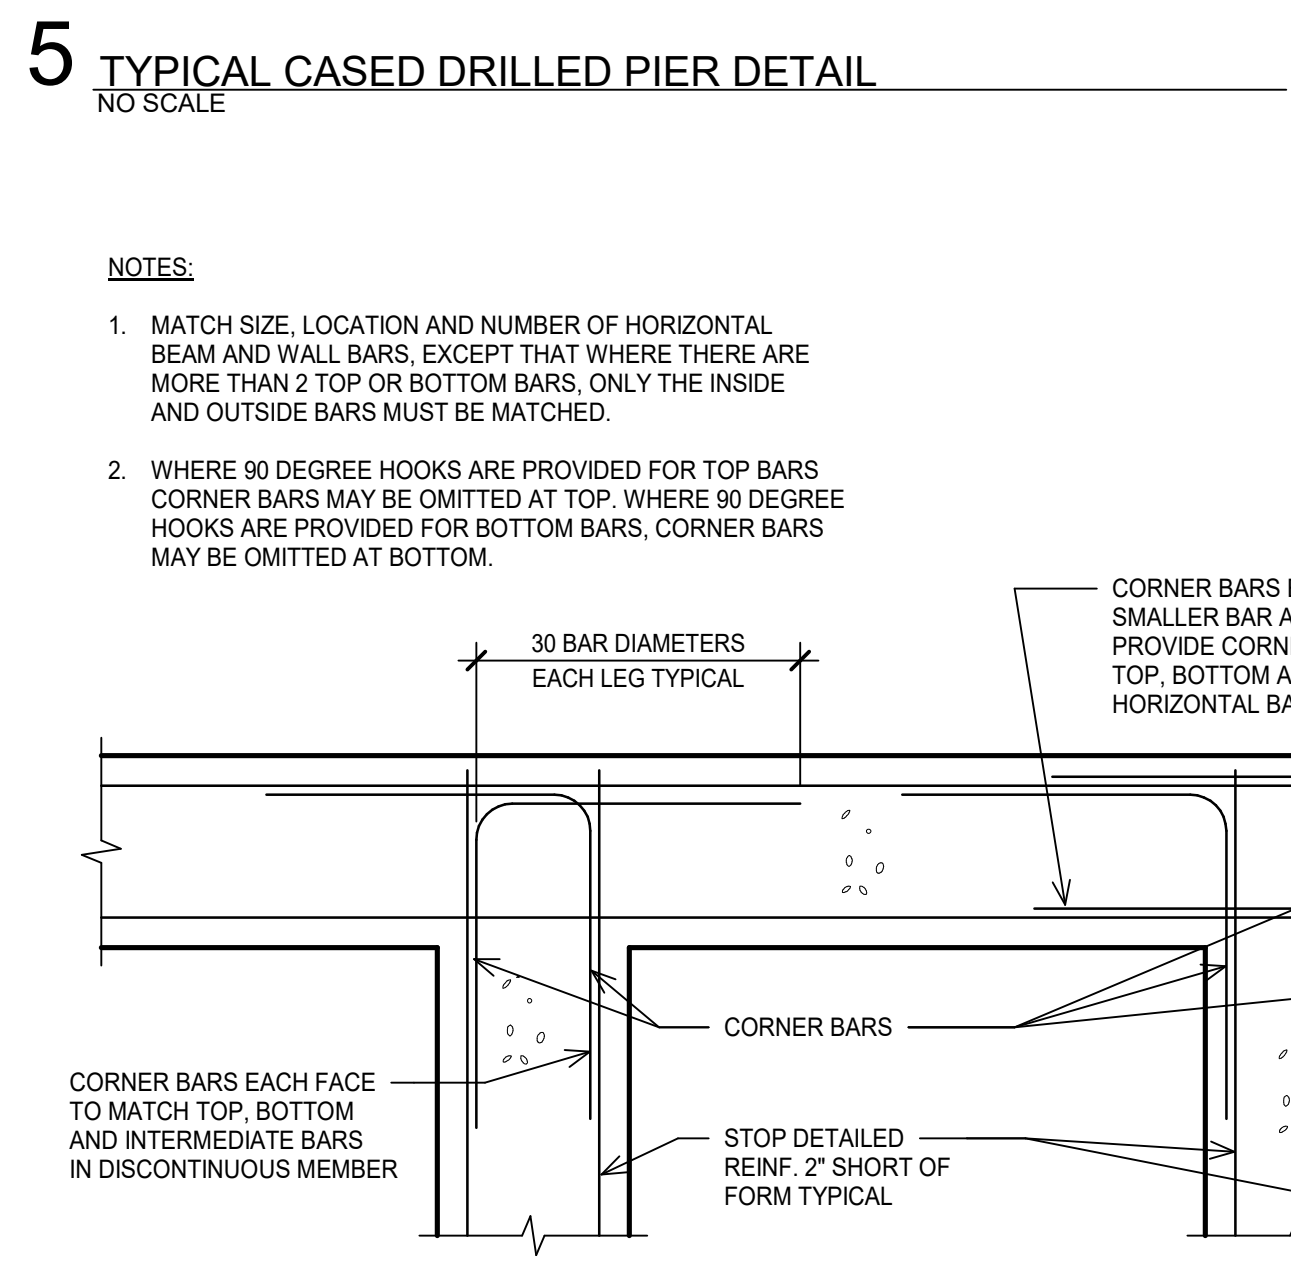 5 TYPICAL CASED DRILLED PIER DETAIL
NO SCALE
NOTES:
1. MATCH SIZE, LOCATION AND NUMBER OF HORIZONTAL
BEAM AND WALL BARS, EXCEPT THAT WHERE THERE ARE
MORE THAN 2 TOP OR BOTTOM BARS, ONLY THE INSIDE
AND OUTSIDE BARS MUST BE MATCHED.
2. WHERE 90 DEGREE HOOKS ARE PROVIDED FOR TOP BARS
CORNER BARS MAY BE OMITTED AT TOP. WHERE 90 DEGREE
HOOKS ARE PROVIDED FOR BOTTOM BARS, CORNER BARS
MAY BE OMITTED AT BOTTOM.
CORNER BARS
SMALLER BAR
PROVIDE
TOP, BOTTOM
HORIZONTAL
30 BAR DIAMETERS
EACH LEG TYPICAL
CORNER BARS
CORNER BARS EACH FACE
TO MATCH TOP, BOTTOM
AND INTERMEDIATE BARS
IN DISCONTINUOUS MEMBER
STOP DETAILED
REINF. 2" SHORT OF
FORM TYPICAL